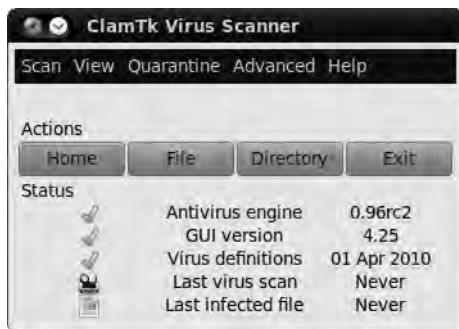 ClamTk Virus Scanner
Scan View Quarantine Advanced Help
Actions
Home File Directory Exit
Status
Antivirus engine 0.96rc2
GUI version 4.25
Virus definitions 01 Apr 2010
Last virus scan Never
Last infected file Never